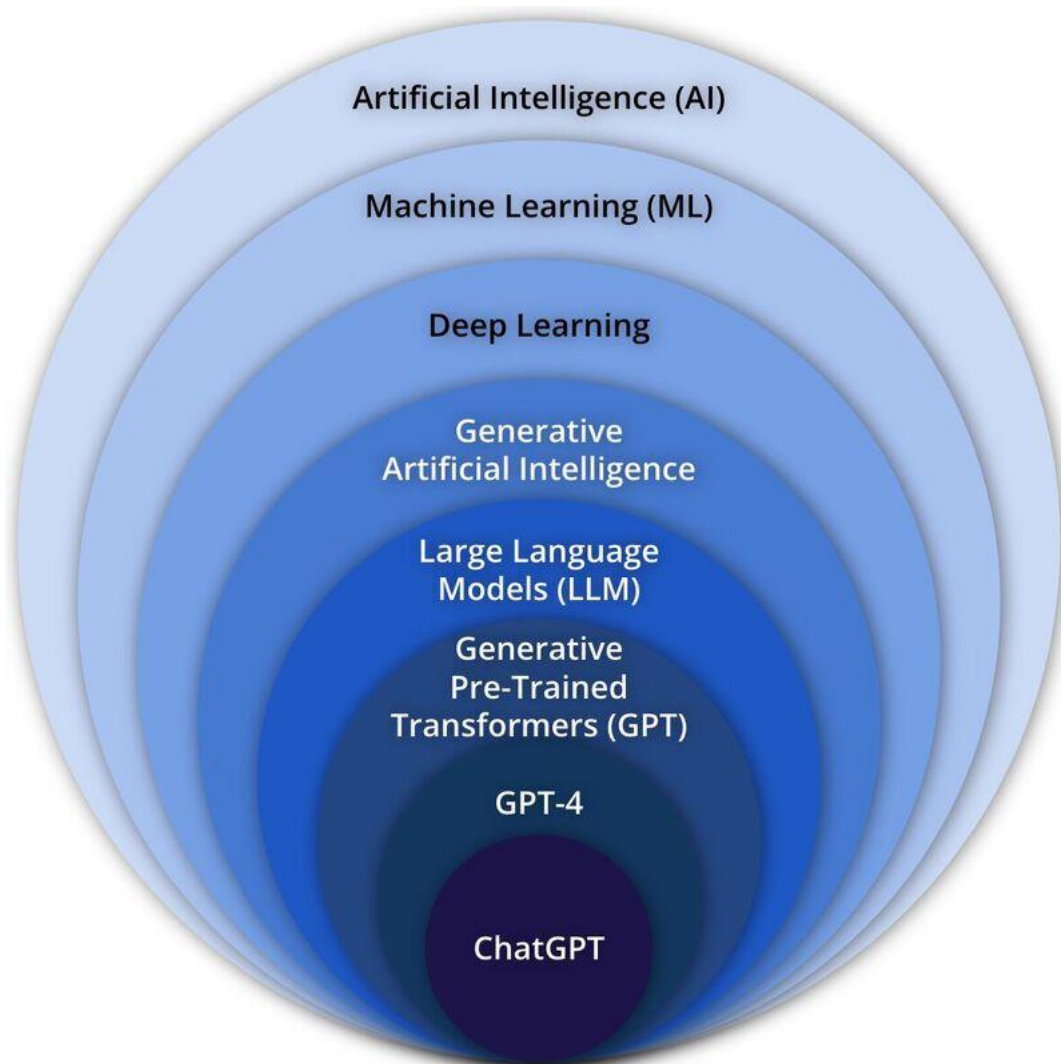 Artificial Intelligence (AI)
Machine Learning (ML)
Deep Learning
Generative
Artificial Intelligence
Large Language
Models (LLM)
Generative
Pre-Trained
Transformers (GPT)
GPT-4
ChatGPT